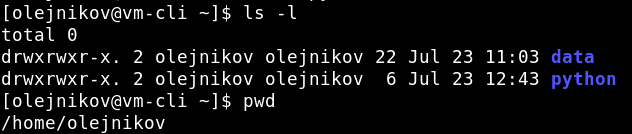 [olejnikov@vm-cli ~]$ ls -l
total 0
drwxrwxr-x. 2 olejnikov olejnikov 22 Jul 23 11:03 data
drwxrwxr-x. 2 olejnikov olejnikov  6 Jul 23 12:43 python
[olejnikov@vm-cli ~]$ pwd
/home/olejnikov